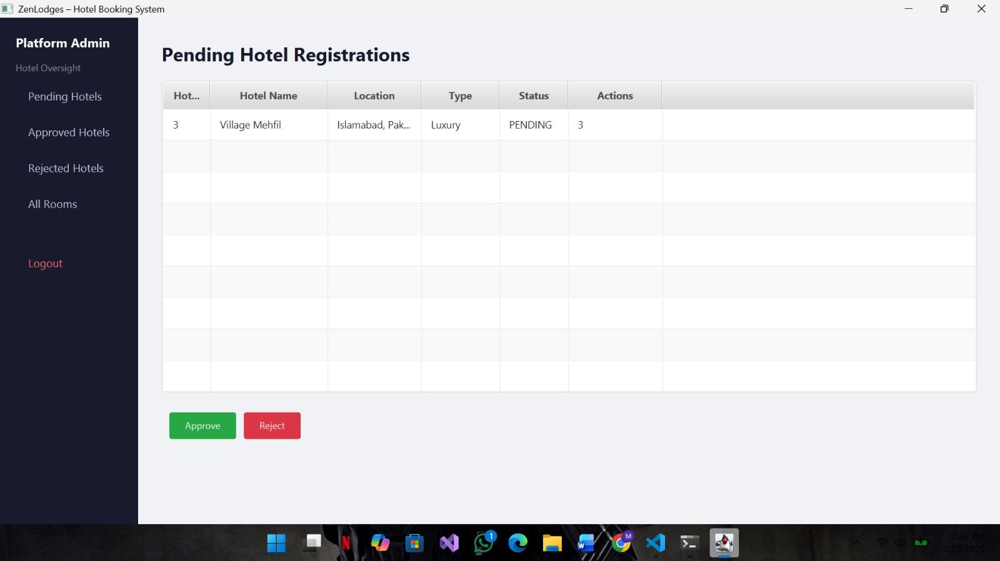 ZenLodges – Hotel Booking System
Platform Admin
Hotel Oversight
Pending Hotels
Approved Hotels
Rejected Hotels
All Rooms
Logout
Pending Hotel Registrations
Hot... Hotel Name Location Type Status Actions
3 Village Mehfil Islamabad, Pak... Luxury PENDING 3
Approve Reject
1
M
2:48 PM
3/25/2026